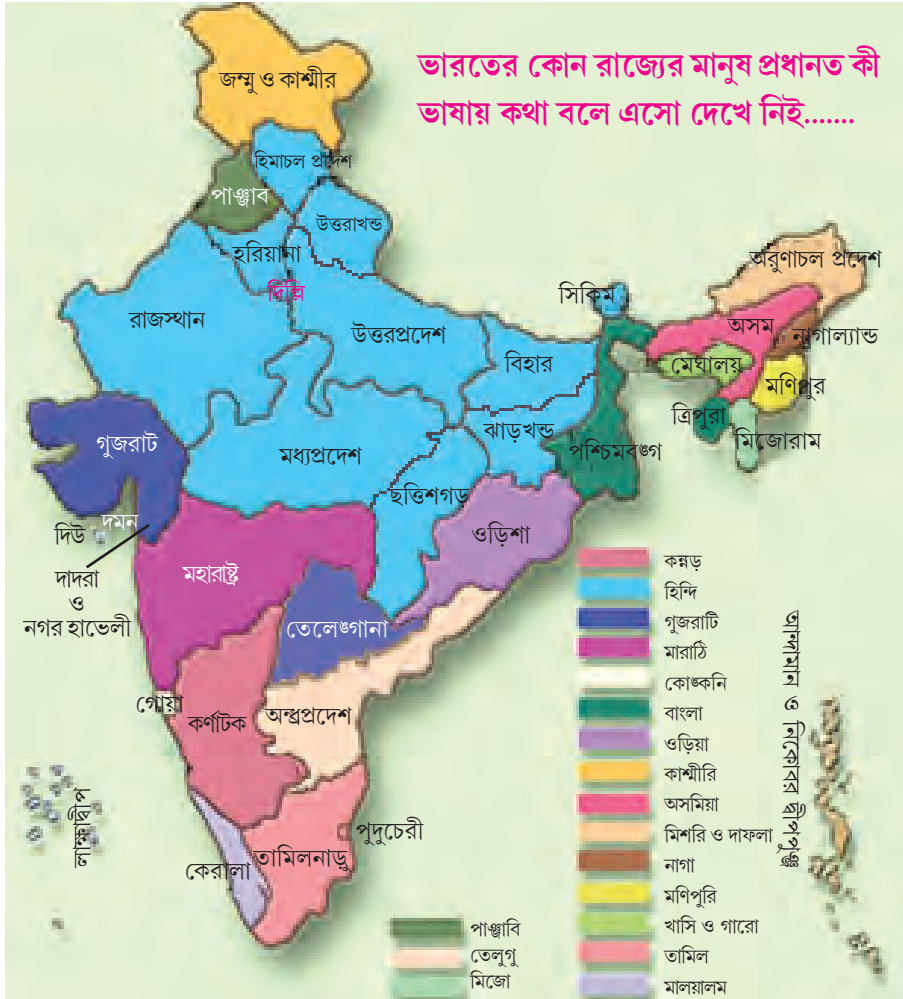 ভারতের কোন রাজ্যের মানুষ প্রধানত কী
ভাষায় কথা বলে এসো দেখে নিই.......
জম্মু ও কাশ্মীর
হিমাচল প্রদেশ
পাঞ্জাব
উত্তরাখন্ড
হরিয়ানা
দিল্লি
রাজস্থান
উত্তরপ্রদেশ
বিহার
সিকিম
অরুণাচল প্রদেশ
অসম
নাগাল্যান্ড
মেঘালয়
মণিপুর
ত্রিপুরা
মিজোরাম
গুজরাট
মধ্যপ্রদেশ
ঝাড়খন্ড
পশ্চিমবঙ্গ
ছত্তিশগড়
ওড়িশা
দমন
দিউ
দাদরা
ও
নগর হাভেলী
মহারাষ্ট্র
তেলেঙ্গানা
গোয়া
কর্ণাটক
অন্ধ্রপ্রদেশ
লাক্ষাদ্বীপ
কেরালা
তামিলনাড়ু
পুদুচেরী
আন্দামান ও নিকোবর দ্বীপপুঞ্জ
কন্নড়
হিন্দি
গুজরাটি
মারাঠি
কোঙ্কনি
বাংলা
ওড়িয়া
কাশ্মীরি
অসমিয়া
মিশরি ও দাফলা
নাগা
মণিপুরি
খাসি ও গারো
তামিল
মালয়ালম
পাঞ্জাবি
তেলুগু
মিজো